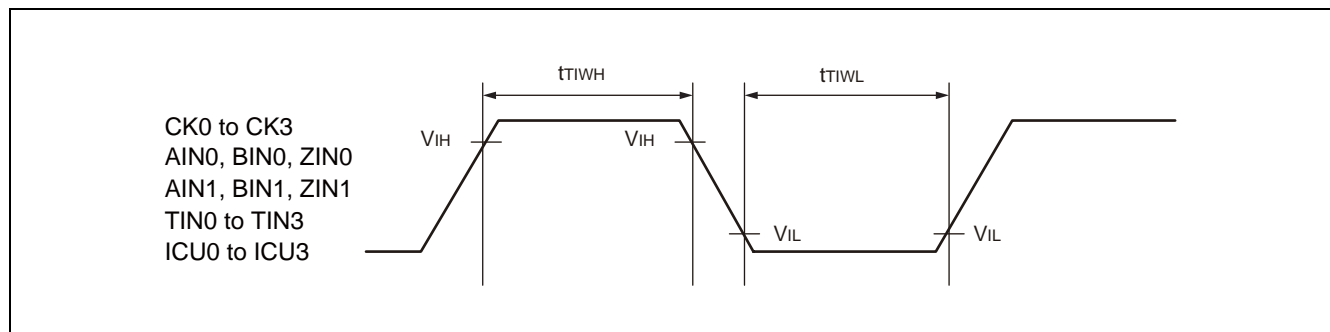 tTIWH
tTIWL
CK0 to CK3
AIN0, BIN0, ZIN0
AIN1, BIN1, ZIN1
TIN0 to TIN3
ICU0 to ICU3
VIH
VIH
VIL
VIL